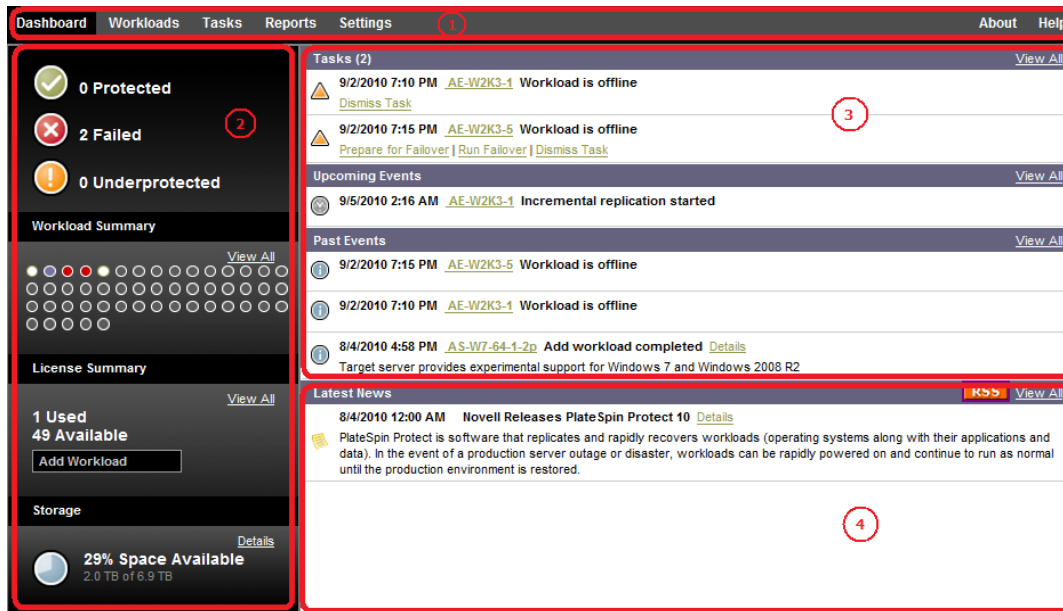 Dashboard Workloads Tasks Reports Settings 1 About Help
0 Protected
2 Failed
2
0 Underprotected
Workload Summary
View All
License Summary
View All
1 Used
49 Available
Add Workload
Storage
Details
29% Space Available
2.0 TB of 6.9 TB
Tasks (2) View All
9/2/2010 7:10 PM AE-W2K3-1 Workload is offline
Dismiss Task
3
9/2/2010 7:15 PM AE-W2K3-5 Workload is offline
Prepare for Failover | Run Failover | Dismiss Task
Upcoming Events View All
9/5/2010 2:16 AM AE-W2K3-1 Incremental replication started
Past Events View All
9/2/2010 7:15 PM AE-W2K3-5 Workload is offline
9/2/2010 7:10 PM AE-W2K3-1 Workload is offline
8/4/2010 4:58 PM AS-W7-64-1-2p Add workload completed Details
Target server provides experimental support for Windows 7 and Windows 2008 R2
Latest News RSS View All
8/4/2010 12:00 AM Novell Releases PlateSpin Protect 10 Details
PlateSpin Protect is software that replicates and rapidly recovers workloads (operating systems along with their applications and
data). In the event of a production server outage or disaster, workloads can be rapidly powered on and continue to run as normal
until the production environment is restored.
4